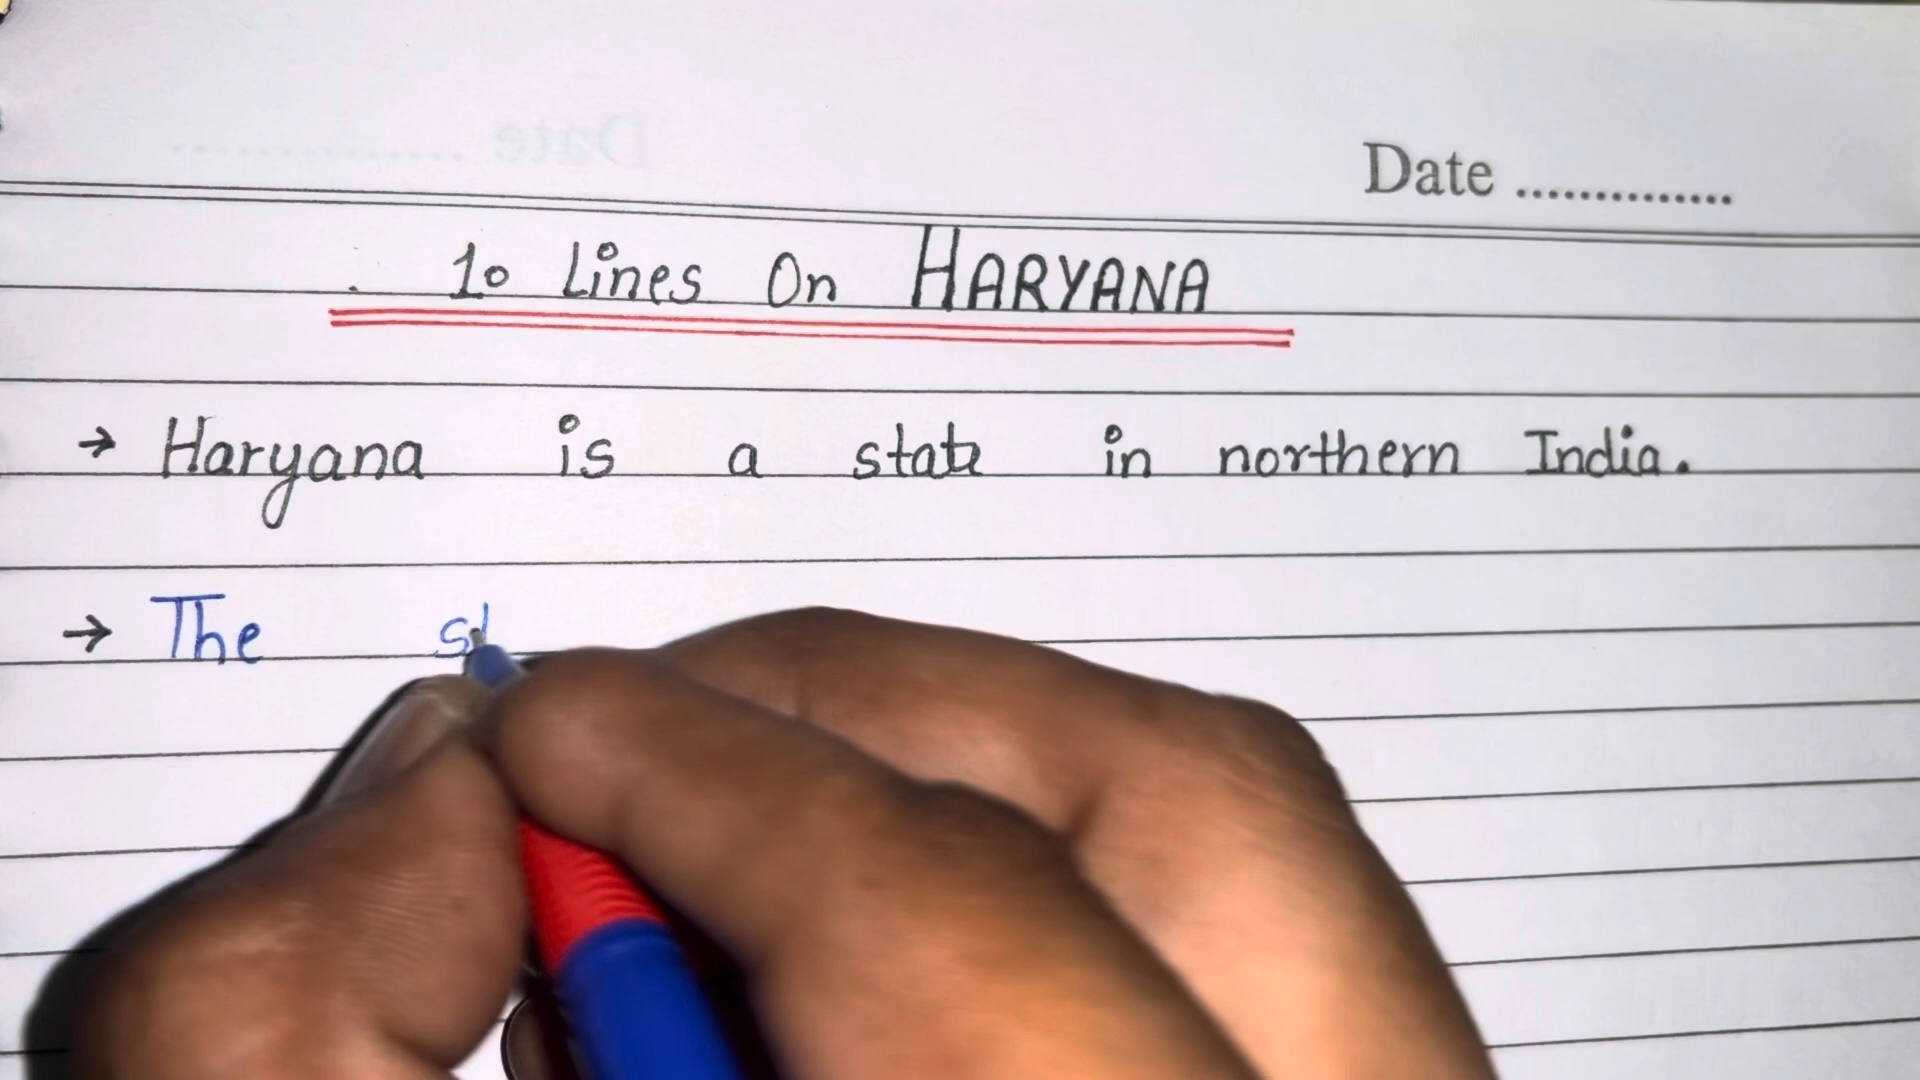 Date ..............
10 Lines On HARYANA
→ Haryana is a state in northern India.
→ The